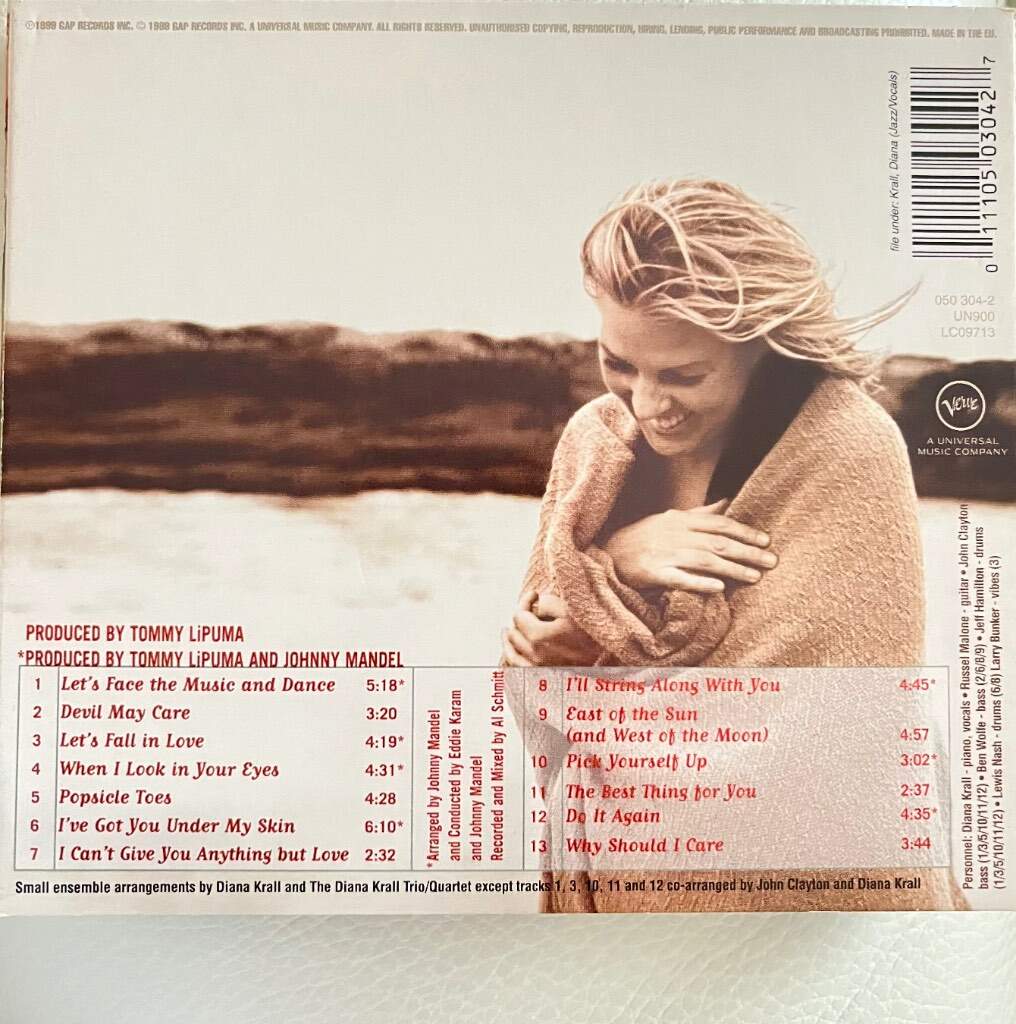 ℗1999 GAP RECORDS INC. © 1999 GAP RECORDS INC. A UNIVERSAL MUSIC COMPANY. ALL RIGHTS RESERVED. UNAUTHORISED COPYING, REPRODUCTION, HIRING, LENDING, PUBLIC PERFORMANCE AND BROADCASTING PROHIBITED. MADE IN THE EU.
file under: Krall, Diana (Jazz/Vocals)
0 11105 03042 7
050 304-2
UN900
LC09713
Verve
A UNIVERSAL
MUSIC COMPANY
PRODUCED BY TOMMY LiPUMA
*PRODUCED BY TOMMY LiPUMA AND JOHNNY MANDEL
1 Let's Face the Music and Dance 5:18*
2 Devil May Care 3:20
3 Let's Fall in Love 4:19*
4 When I Look in Your Eyes 4:31*
5 Popsicle Toes 4:28
6 I've Got You Under My Skin 6:10*
7 I Can't Give You Anything but Love 2:32
*Arranged by Johnny Mandel
and Conducted by Eddie Karam
and Johnny Mandel
Recorded and Mixed by Al Schmitt
8 I'll String Along With You 4:45*
9 East of the Sun
(and West of the Moon) 4:57
10 Pick Yourself Up 3:02*
11 The Best Thing for You 2:37
12 Do It Again 4:35*
13 Why Should I Care 3:44
Small ensemble arrangements by Diana Krall and The Diana Krall Trio/Quartet except tracks 1, 3, 10, 11 and 12 co-arranged by John Clayton and Diana Krall
Personnel: Diana Krall - piano, vocals • Russel Malone - guitar • John Clayton
bass (1/3/5/10/11/12) • Ben Wolfe - bass (2/6/8/9) • Jeff Hamilton - drums
(1/3/5/10/11/12) • Lewis Nash - drums (6/8) Larry Bunker - vibes (3)